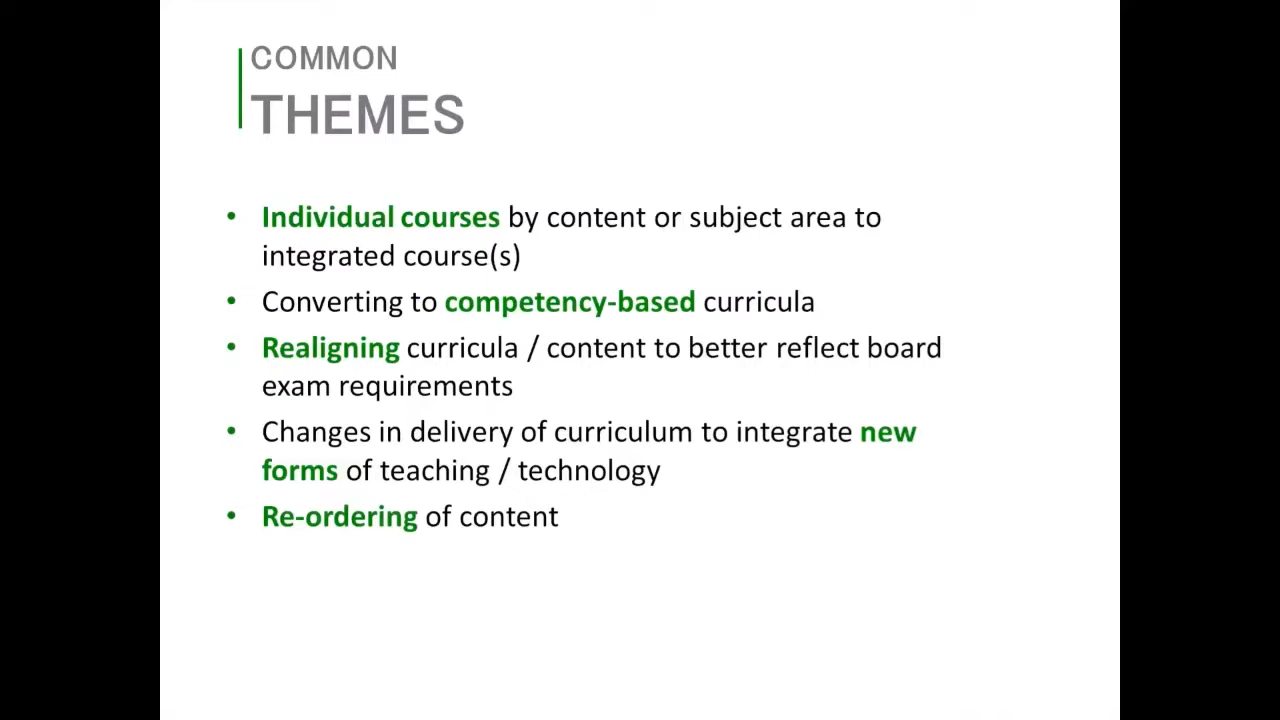 COMMON
THEMES
• Individual courses by content or subject area to
integrated course(s)
• Converting to competency-based curricula
• Realigning curricula / content to better reflect board
exam requirements
• Changes in delivery of curriculum to integrate new
forms of teaching / technology
• Re-ordering of content